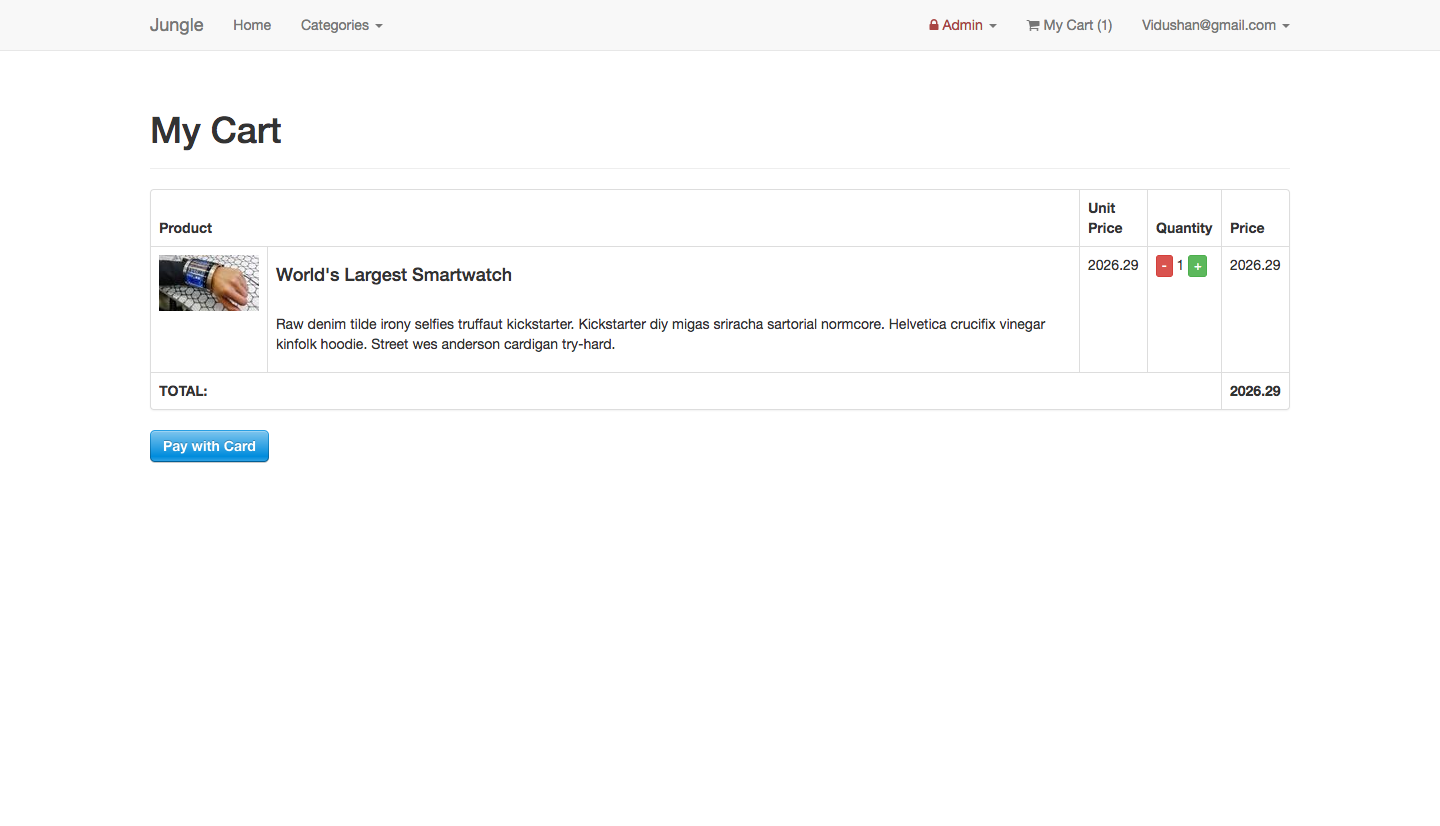 Jungle Home Categories Admin My Cart (1) Vidushan@gmail.com
My Cart
Product Unit Price Quantity Price
World's Largest Smartwatch 2026.29 - 1 + 2026.29
Raw denim tilde irony selfies truffaut kickstarter. Kickstarter diy migas sriracha sartorial normcore. Helvetica crucifix vinegar
kinfolk hoodie. Street wes anderson cardigan try-hard.
TOTAL: 2026.29
Pay with Card